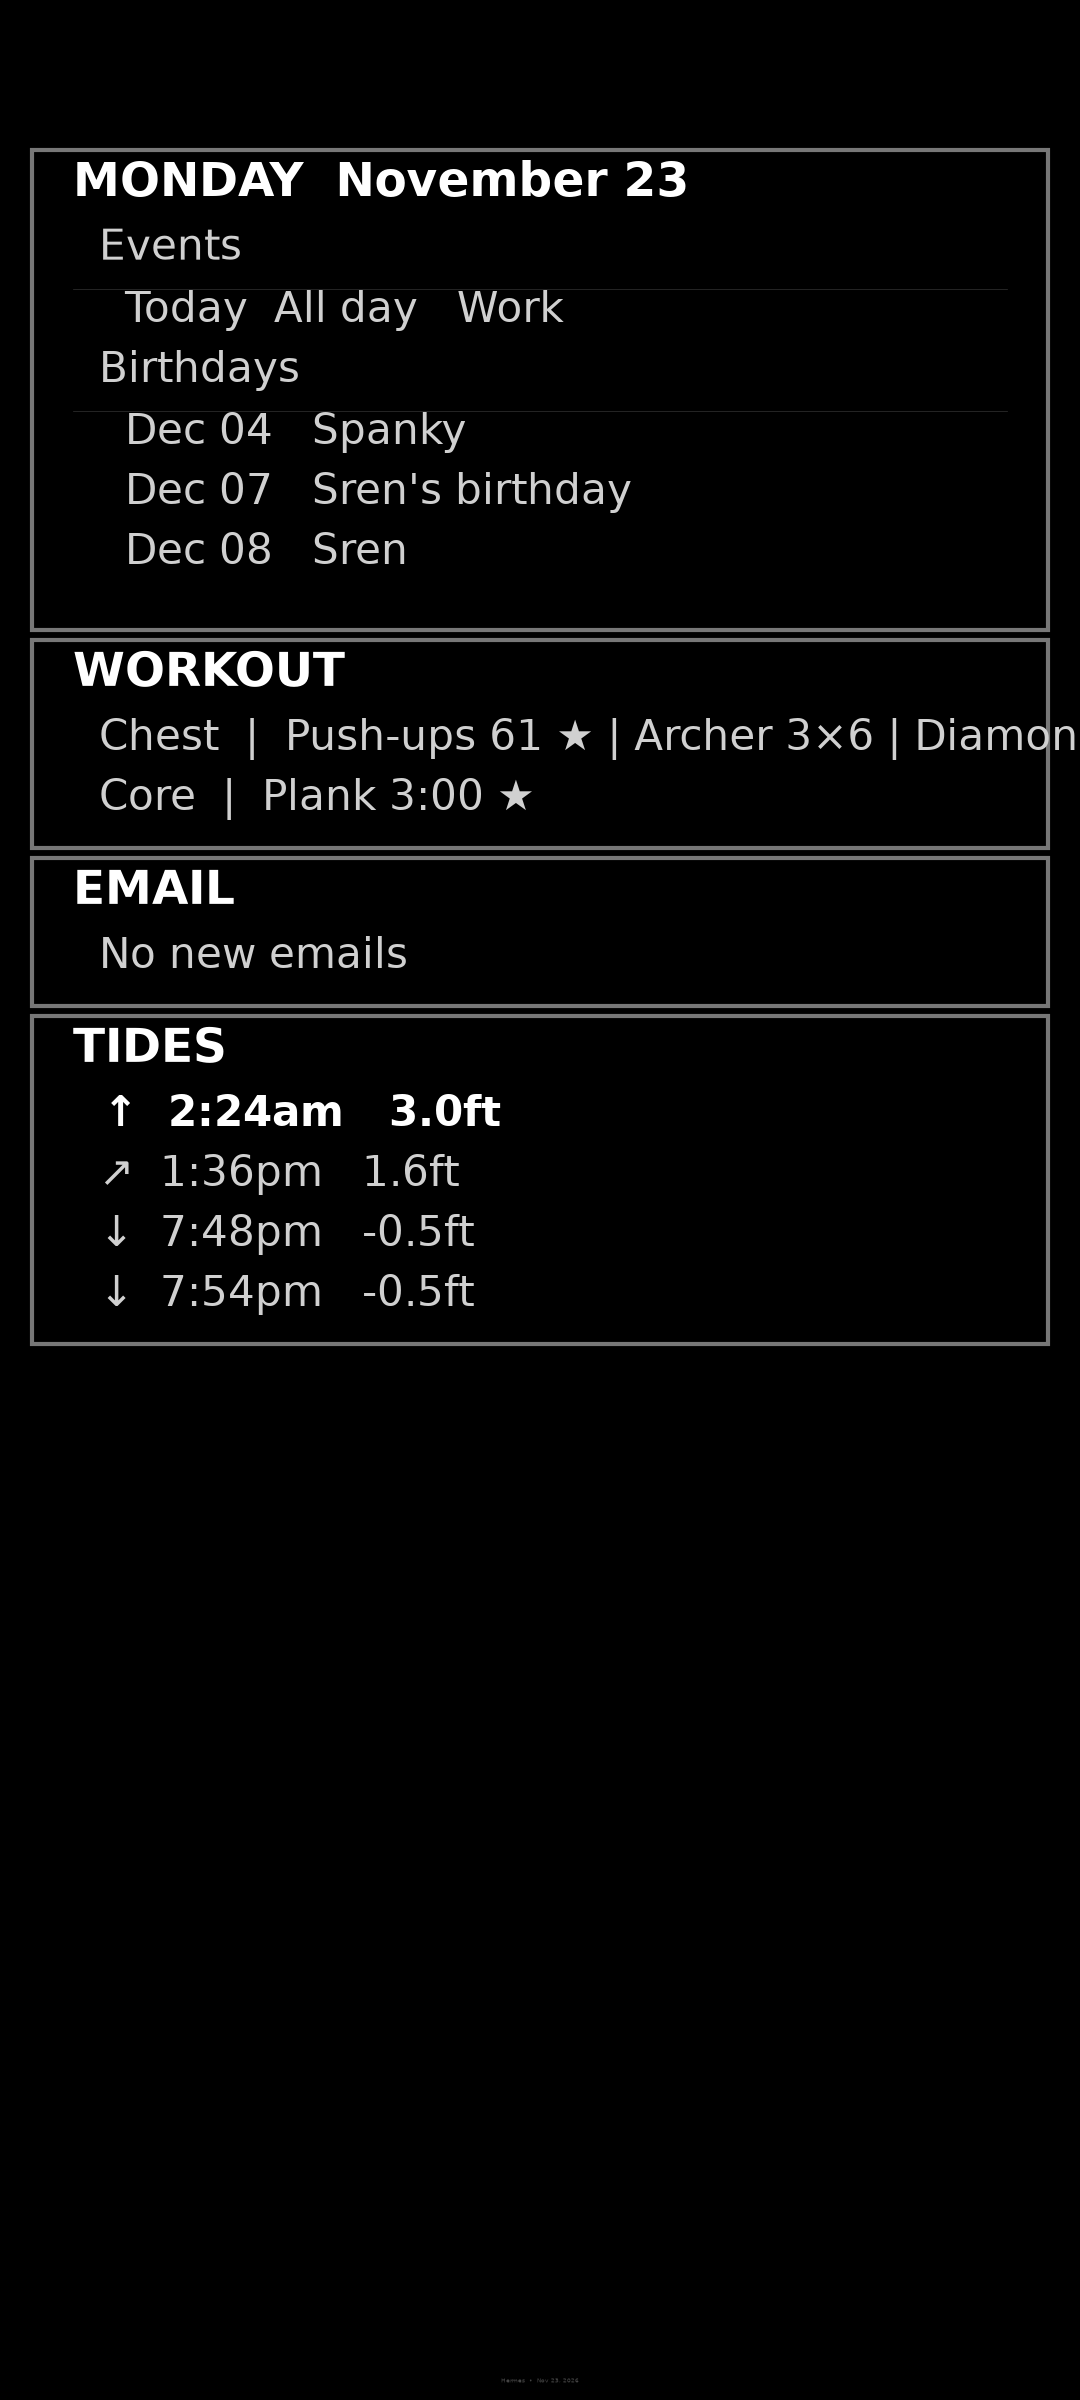 MONDAY  November 23
Events
Today  All day   Work
Birthdays
Dec 04   Spanky
Dec 07   Sren's birthday
Dec 08   Sren
WORKOUT
Chest  |  Push-ups 61 ★ | Archer 3×6 | Diamon
Core  |  Plank 3:00 ★
EMAIL
No new emails
TIDES
↑  2:24am   3.0ft
↗  1:36pm   1.6ft
↓  7:48pm   -0.5ft
↓  7:54pm   -0.5ft